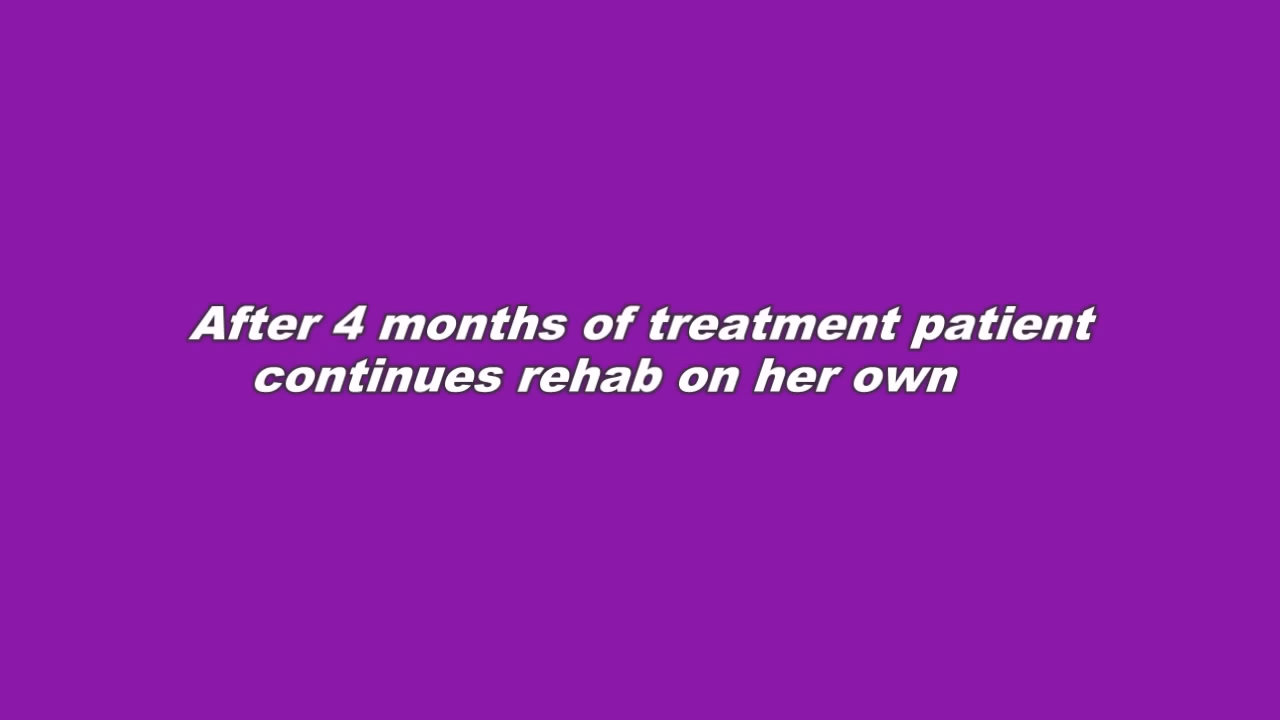 After 4 months of treatment patient
continues rehab on her own